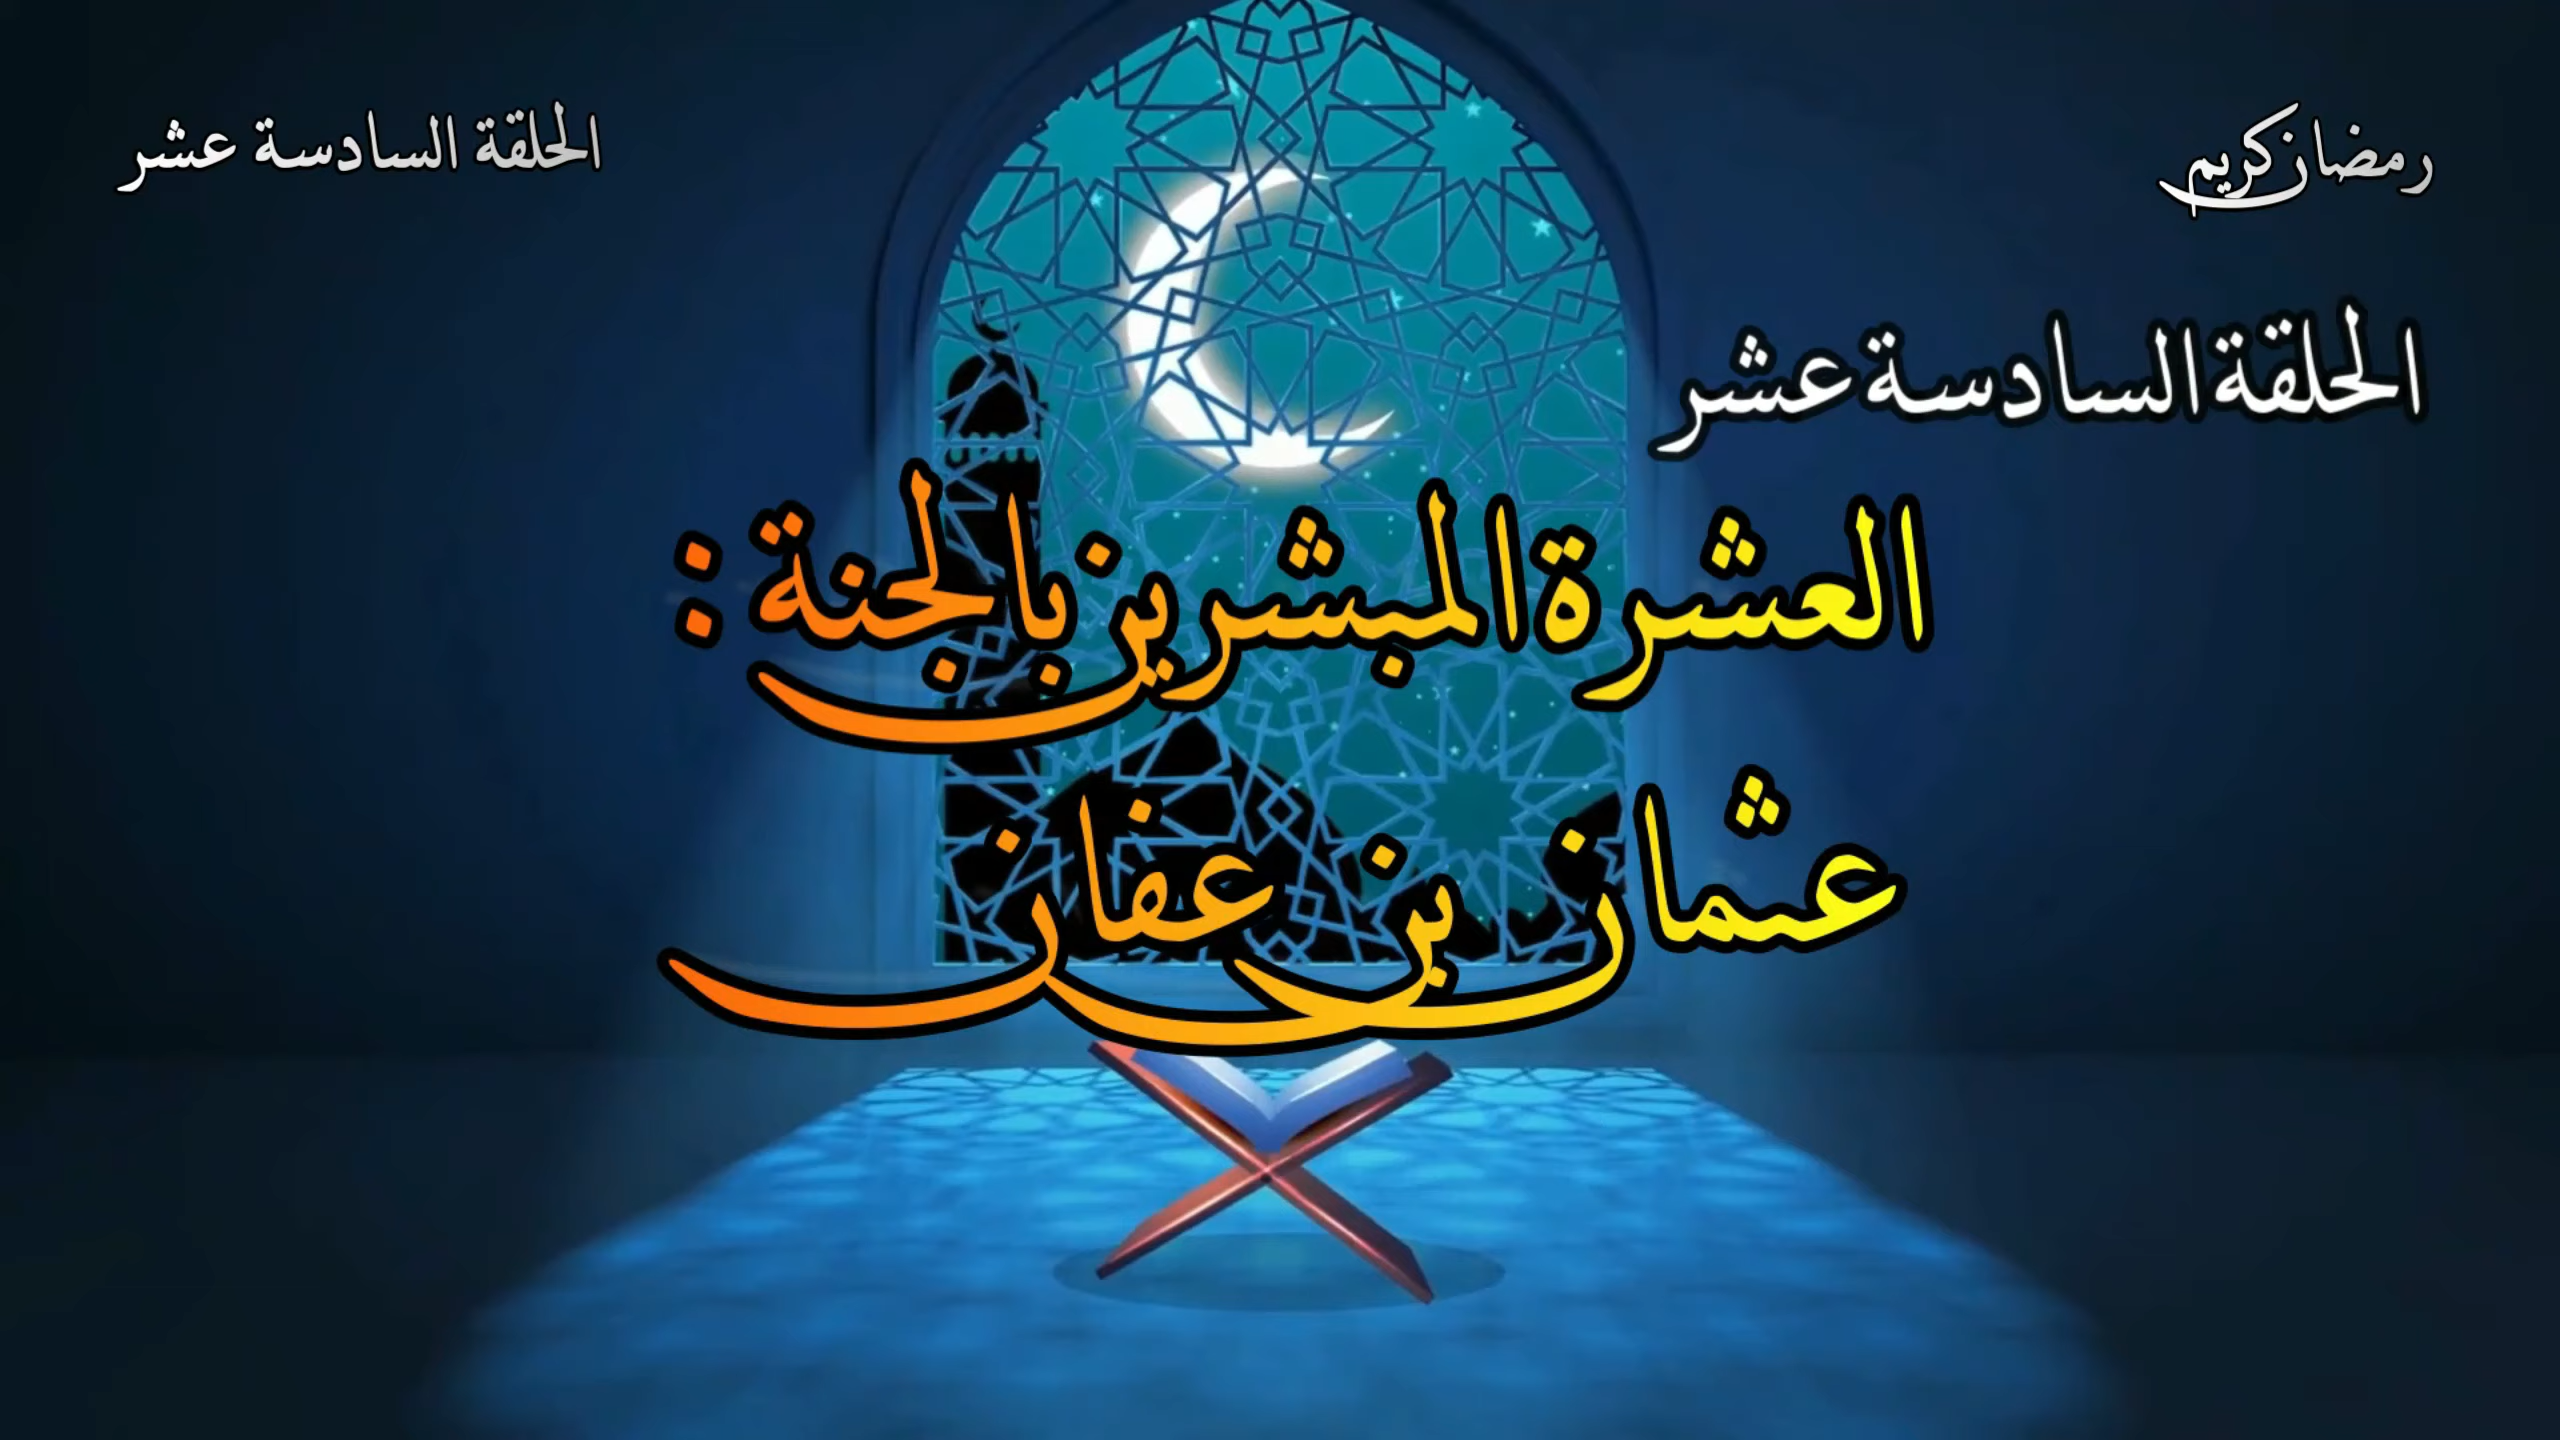 رمضان كريم
الحلقة السادسة عشر
الحلقة السادسة عشر
العشرة المبشرين بالجنة :
عثمان بن عفان